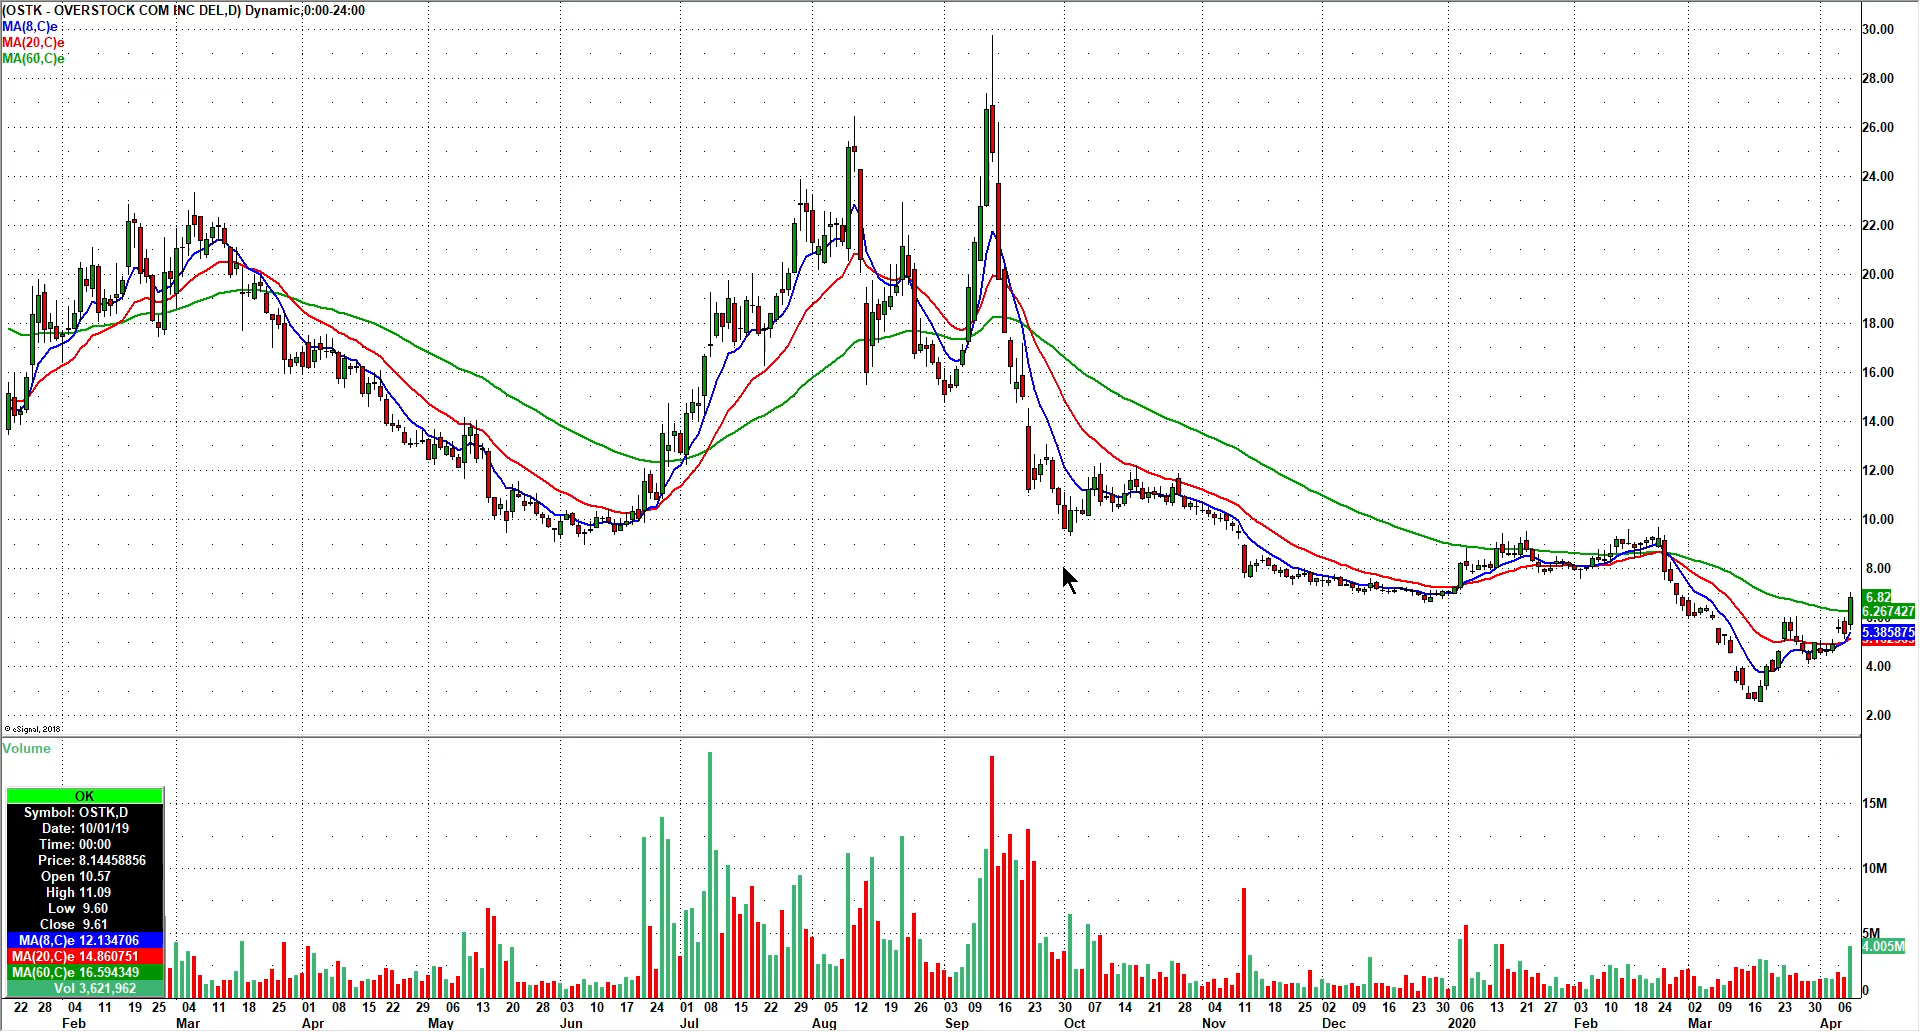 (OSTK - OVERSTOCK COM INC DEL,D) Dynamic,0:00-24:00
MA(8,C)e
MA(20,C)e
MA(60,C)e
30.00
28.00
26.00
24.00
22.00
20.00
18.00
16.00
14.00
12.00
10.00
8.00
6.82
6.267427
6.00
5.385875
4.00
2.00
© eSignal, 2018
Volume
15M
10M
5M
4.005M
0
OK
Symbol: OSTK,D
Date: 10/01/19
Time: 00:00
Price: 8.14458856
Open 10.57
High 11.09
Low 9.60
Close 9.61
MA(8,C)e 12.134706
MA(20,C)e 14.860751
MA(60,C)e 16.594349
Vol 3,621,962
22 28 04 11 19 25 04 11 18 25 01 08 15 22 29 06 13 20 28 03 10 17 24 01 08 15 22 29 05 12 19 26 03 09 16 23 30 07 14 21 28 04 11 18 25 02 09 16 23 30 06 13 21 27 03 10 18 24 02 09 16 23 30 06
Feb Mar Apr May Jun Jul Aug Sep Oct Nov Dec 2020 Feb Mar Apr